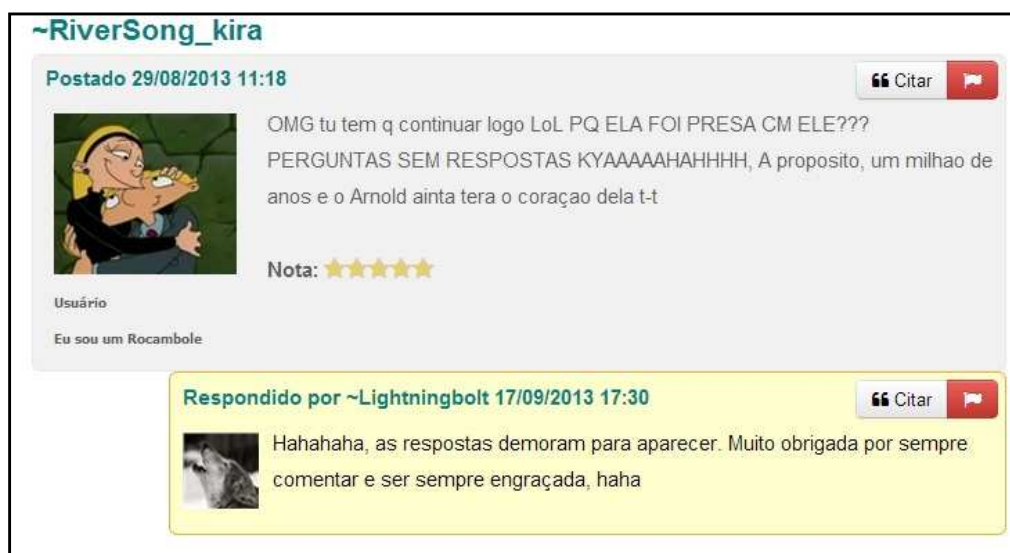 ~RiverSong_kira
Postado 29/08/2013 11:18
Citar
OMG tu tem q continuar logo LoL PQ ELA FOI PRESA CM ELE???
PERGUNTAS SEM RESPOSTAS KYAAAAAHAHHHH, A proposito, um milhao de
anos e o Arnold ainta tera o coraçao dela t-t
Nota:
Usuário
Eu sou um Rocambole
Respondido por ~Lightningbolt 17/09/2013 17:30
Citar
Hahahaha, as respostas demoram para aparecer. Muito obrigada por sempre
comentar e ser sempre engraçada, haha